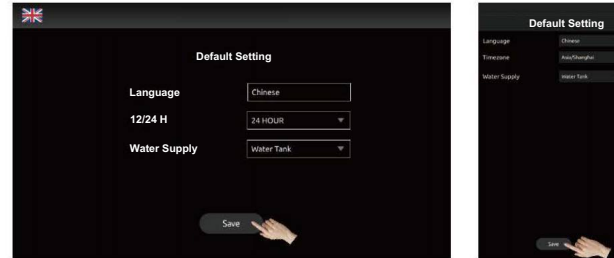 Default Setting
Language Chinese
12/24 H 24 HOUR
Water Supply Water Tank
Save
Default Setting
Language Chinese
Timezone Asia/Shanghai
Water Supply Water Tank
Save